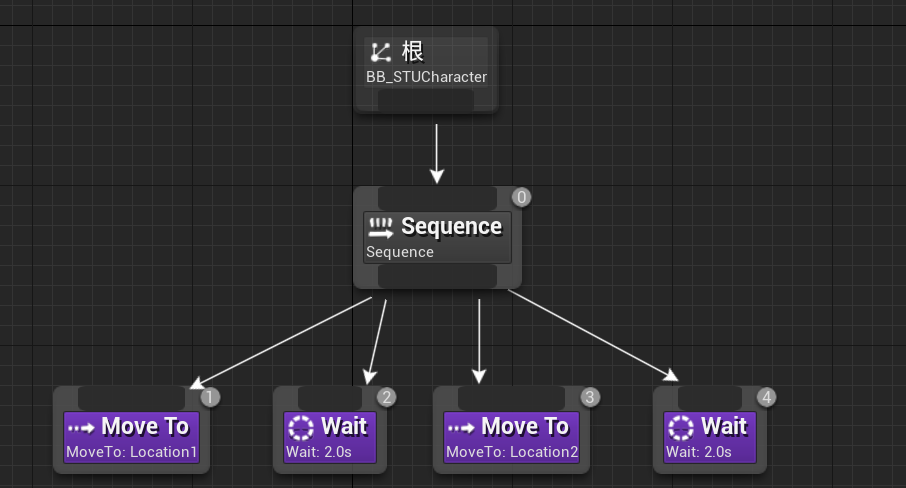 根
BB_STUCharacter
0
Sequence
Sequence
1
Move To
MoveTo: Location1
2
Wait
Wait: 2.0s
3
Move To
MoveTo: Location2
4
Wait
Wait: 2.0s